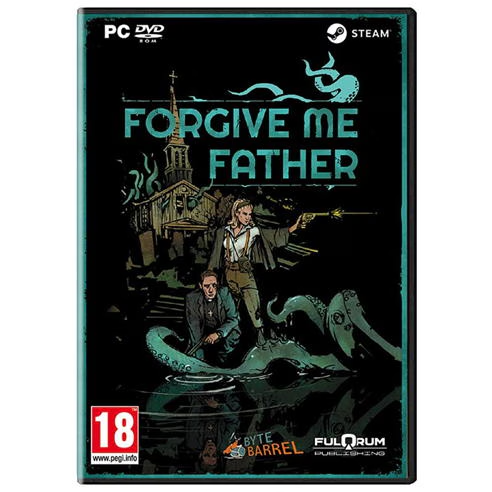 PC DVD
ROM
STEAM
FORGIVE ME
FATHER
18
www.pegi.info
BYTE
BARREL
FULQRUM
PUBLISHING